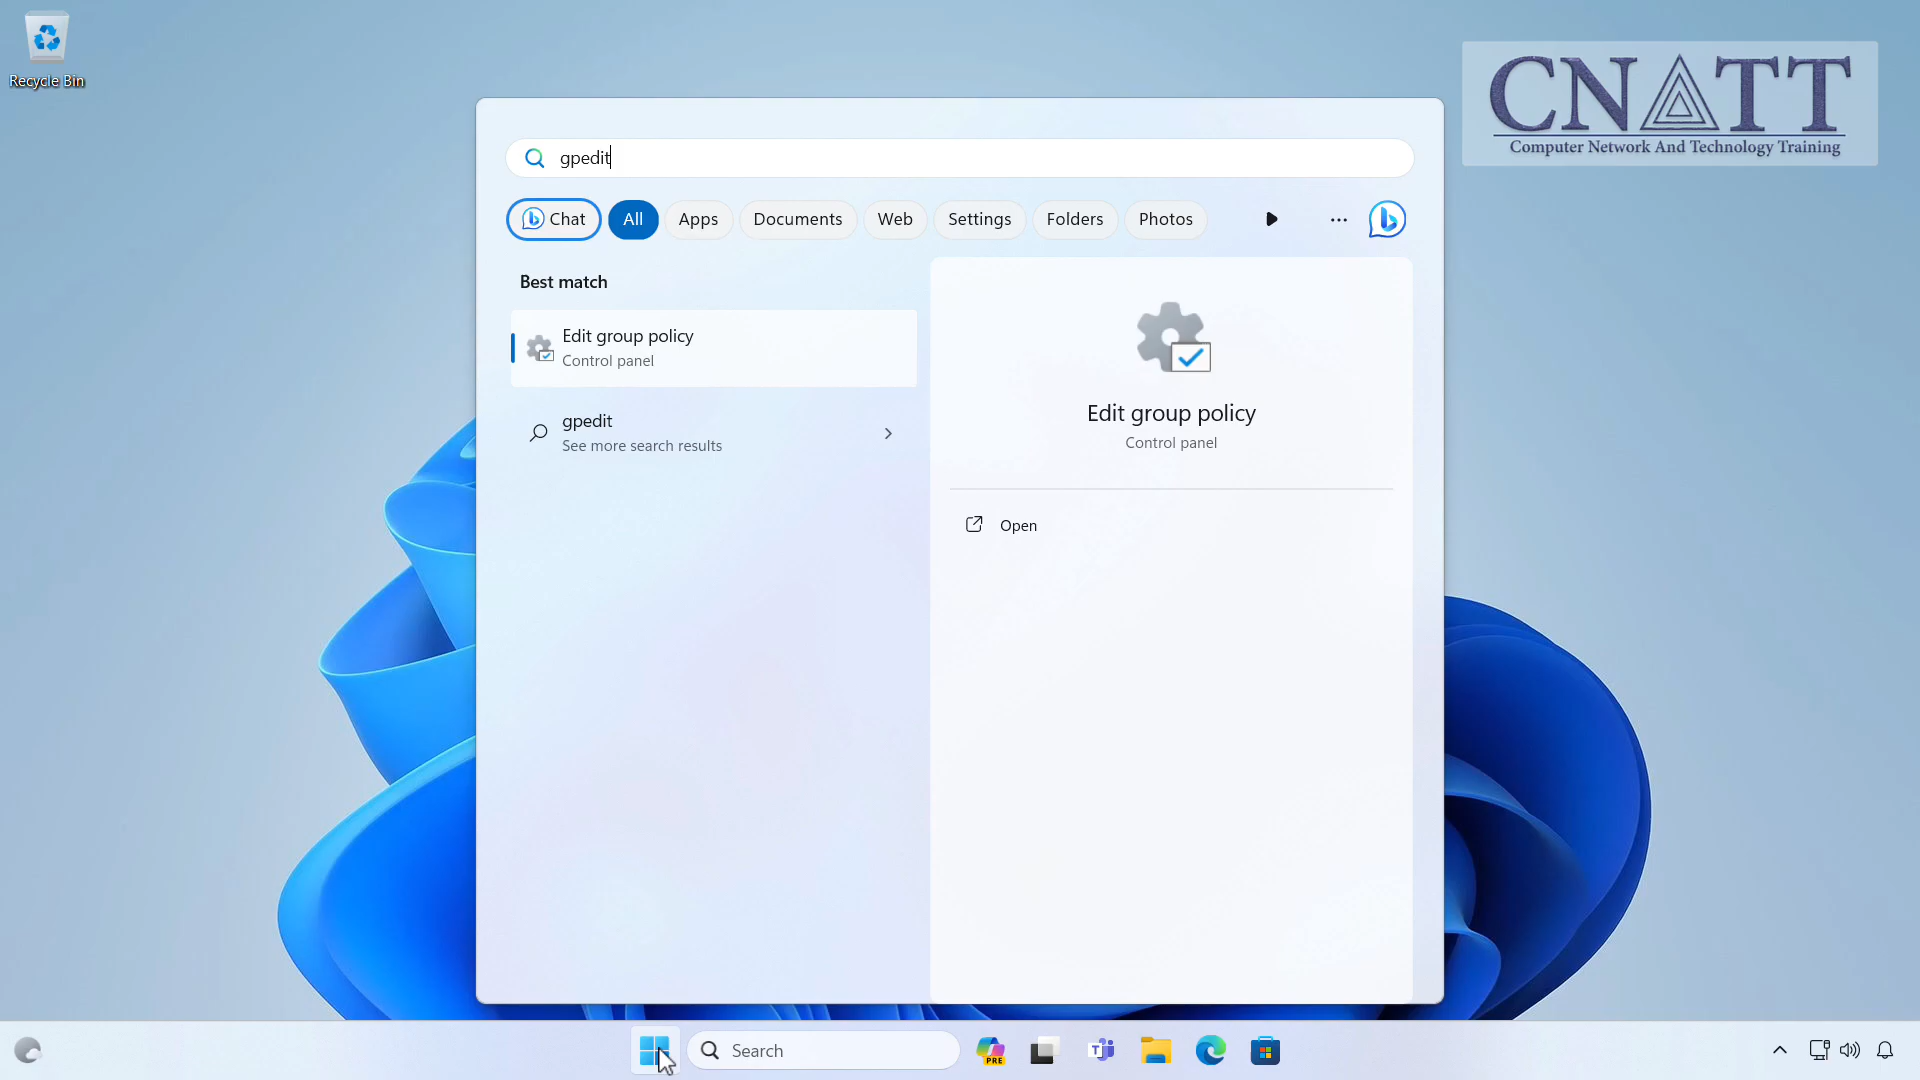 Recycle Bin
CNATT
Computer Network And Technology Training
gpedit
Chat
All
Apps
Documents
Web
Settings
Folders
Photos
Best match
Edit group policy
Control panel
gpedit
See more search results
Edit group policy
Control panel
Open
Search
PRE